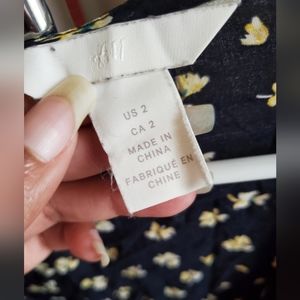 H&M
US 2
CA 2
MADE IN
CHINA
FABRIQUÉ EN
CHINE